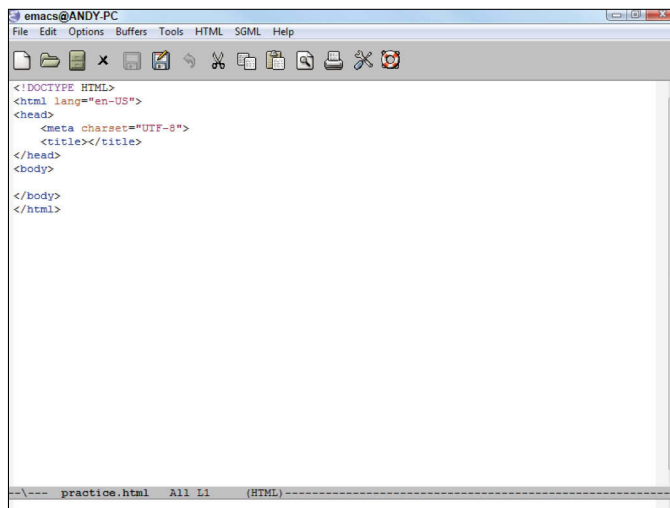 emacs@ANDY-PC
File Edit Options Buffers Tools HTML SGML Help
<!DOCTYPE HTML>
<html lang="en-US">
<head>
    <meta charset="UTF-8">
    <title></title>
</head>
<body>

</body>
</html>
--\--- practice.html All L1 (HTML)----------------------------------------------------------